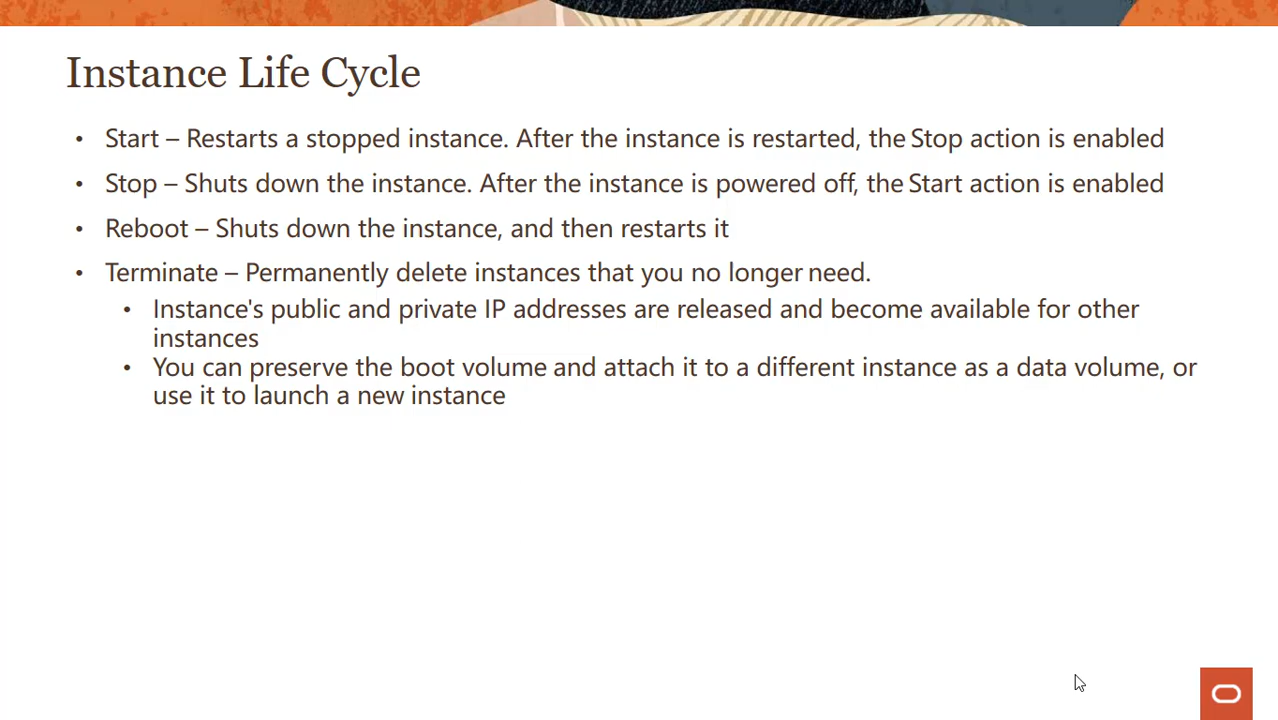 Instance Life Cycle
• Start – Restarts a stopped instance. After the instance is restarted, the Stop action is enabled
• Stop – Shuts down the instance. After the instance is powered off, the Start action is enabled
• Reboot – Shuts down the instance, and then restarts it
• Terminate – Permanently delete instances that you no longer need.
• Instance's public and private IP addresses are released and become available for other
instances
• You can preserve the boot volume and attach it to a different instance as a data volume, or
use it to launch a new instance